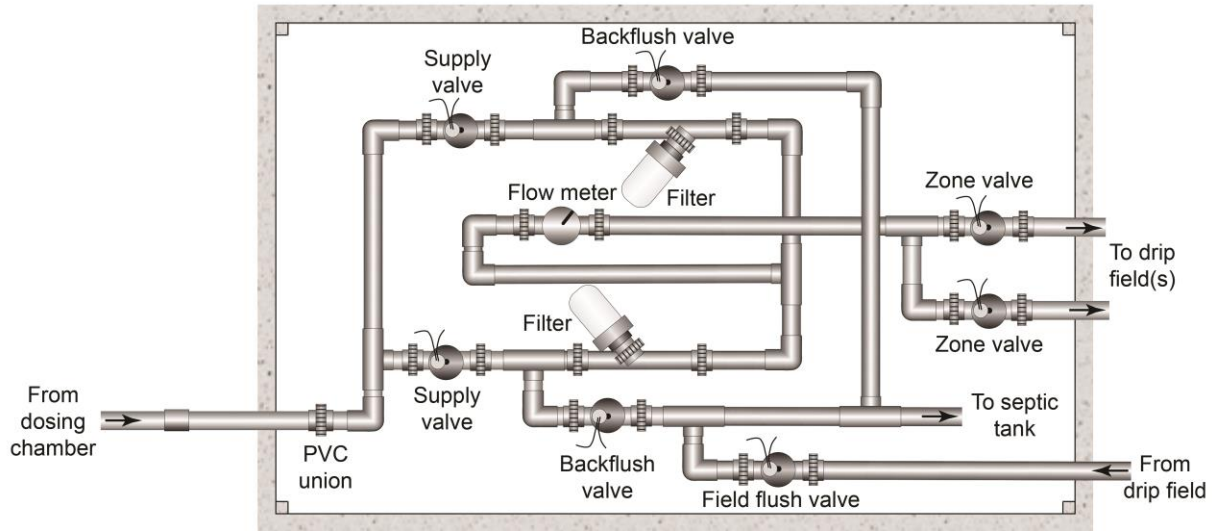 Backflush valve
Supply
valve
Flow meter
Filter
Zone valve
To drip
field(s)
Filter
Zone valve
From
dosing
chamber
Supply
valve
To septic
tank
PVC
union
Backflush
valve
Field flush valve
From
drip field